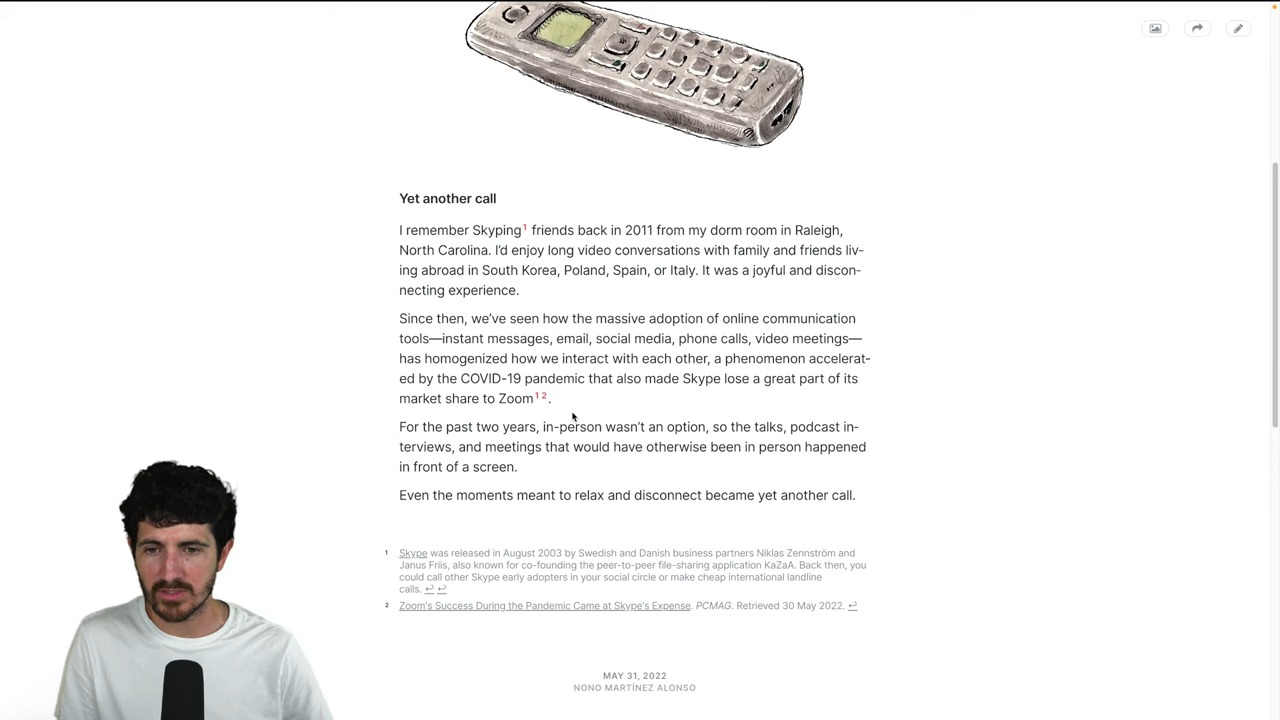 Yet another call
I remember Skyping1 friends back in 2011 from my dorm room in Raleigh,
North Carolina. I'd enjoy long video conversations with family and friends liv-
ing abroad in South Korea, Poland, Spain, or Italy. It was a joyful and discon-
necting experience.
Since then, we've seen how the massive adoption of online communication
tools—instant messages, email, social media, phone calls, video meetings—
has homogenized how we interact with each other, a phenomenon accelerat-
ed by the COVID-19 pandemic that also made Skype lose a great part of its
market share to Zoom1 2.
For the past two years, in-person wasn't an option, so the talks, podcast in-
terviews, and meetings that would have otherwise been in person happened
in front of a screen.
Even the moments meant to relax and disconnect became yet another call.
1 Skype was released in August 2003 by Swedish and Danish business partners Niklas Zennström and
Janus Friis, also known for co-founding the peer-to-peer file-sharing application KaZaA. Back then, you
could call other Skype early adopters in your social circle or make cheap international landline
calls. ↩ ↩
2 Zoom's Success During the Pandemic Came at Skype's Expense. PCMAG. Retrieved 30 May 2022. ↩
MAY 31, 2022
NONO MARTÍNEZ ALONSO